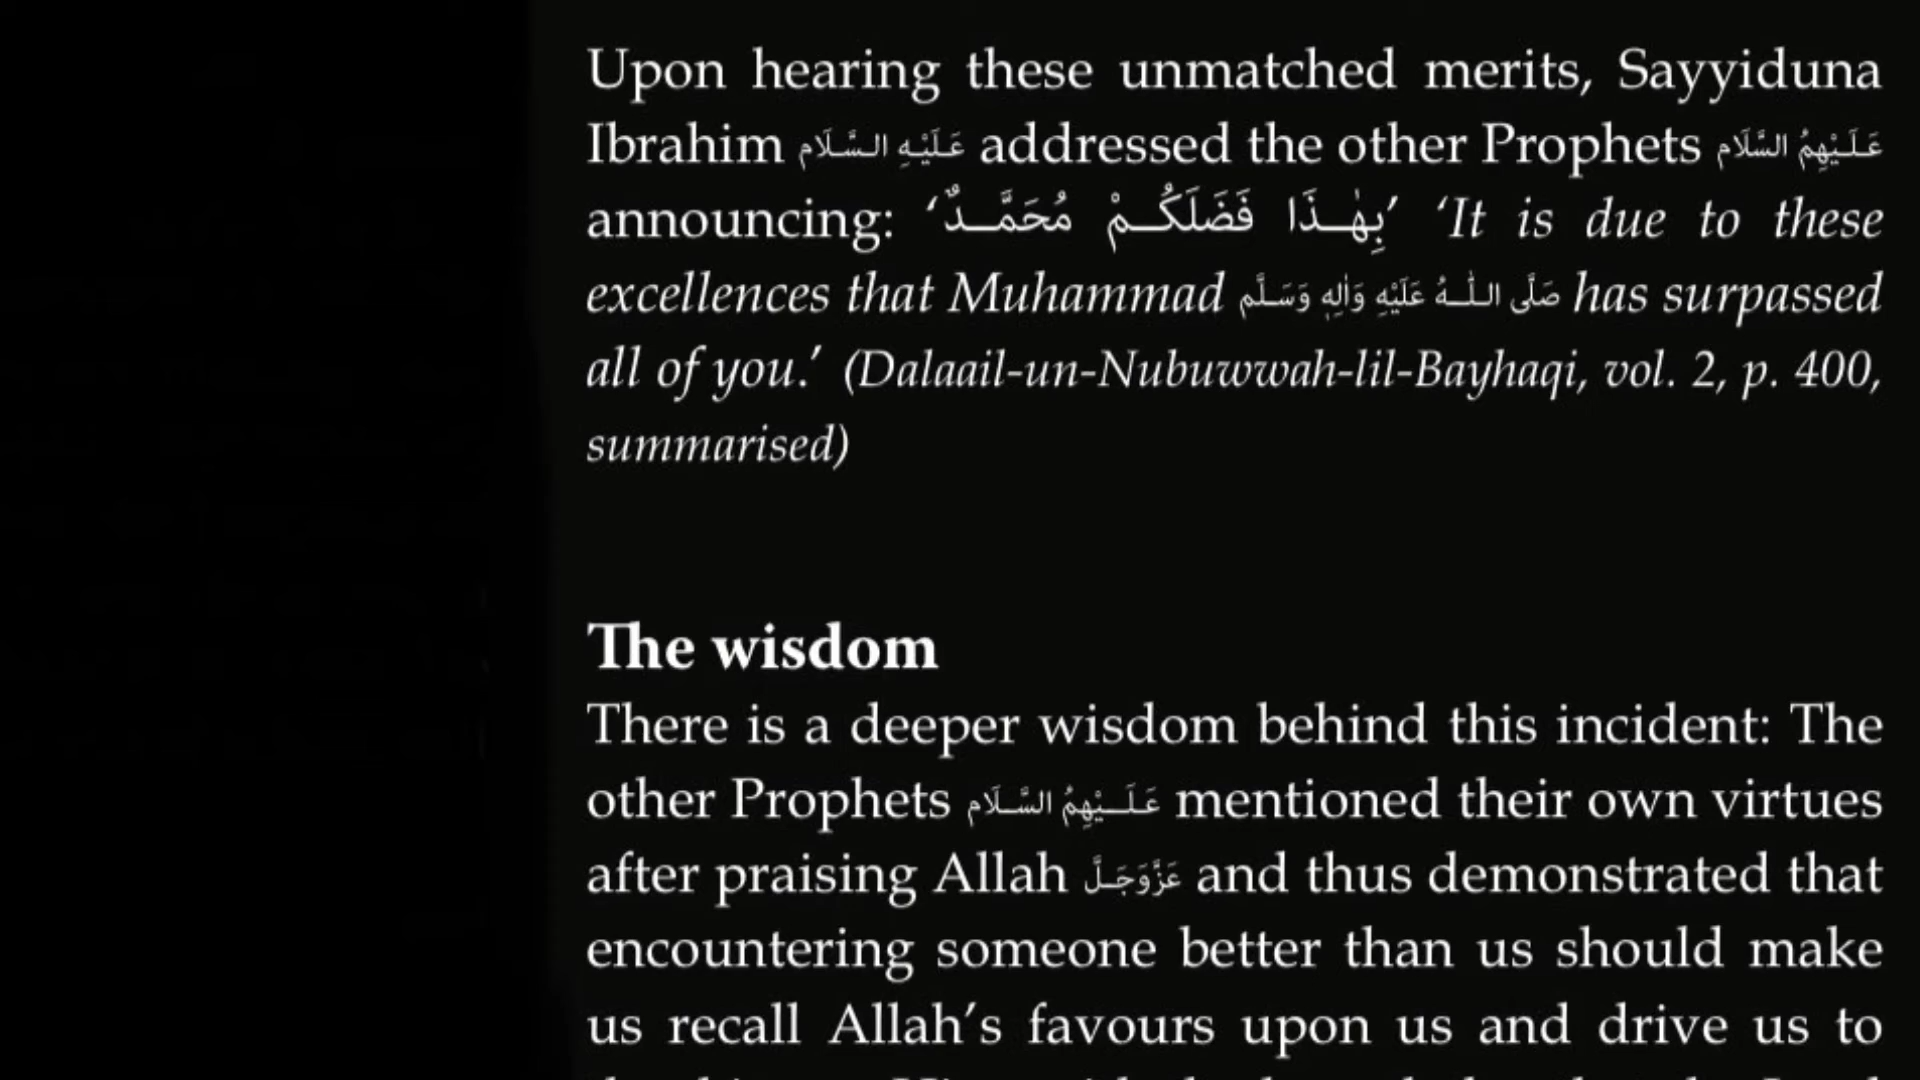 Upon hearing these unmatched merits, Sayyiduna
Ibrahim عَلَيْهِ السَّلَام addressed the other Prophets عَلَيْهِمُ السَّلَام
announcing: ‘بِهٰذَا فَضَلَكُمْ مُحَمَّدٌ’ ‘It is due to these
excellences that Muhammad صَلَّى اللهُ عَلَيْهِ وَاٰلِهٖ وَسَلَّم has surpassed
all of you.’ (Dalaail-un-Nubuwwah-lil-Bayhaqi, vol. 2, p. 400,
summarised)
The wisdom
There is a deeper wisdom behind this incident: The
other Prophets عَلَيْهِمُ السَّلَام mentioned their own virtues
after praising Allah عَزَّوَجَلَّ and thus demonstrated that
encountering someone better than us should make
us recall Allah’s favours upon us and drive us to